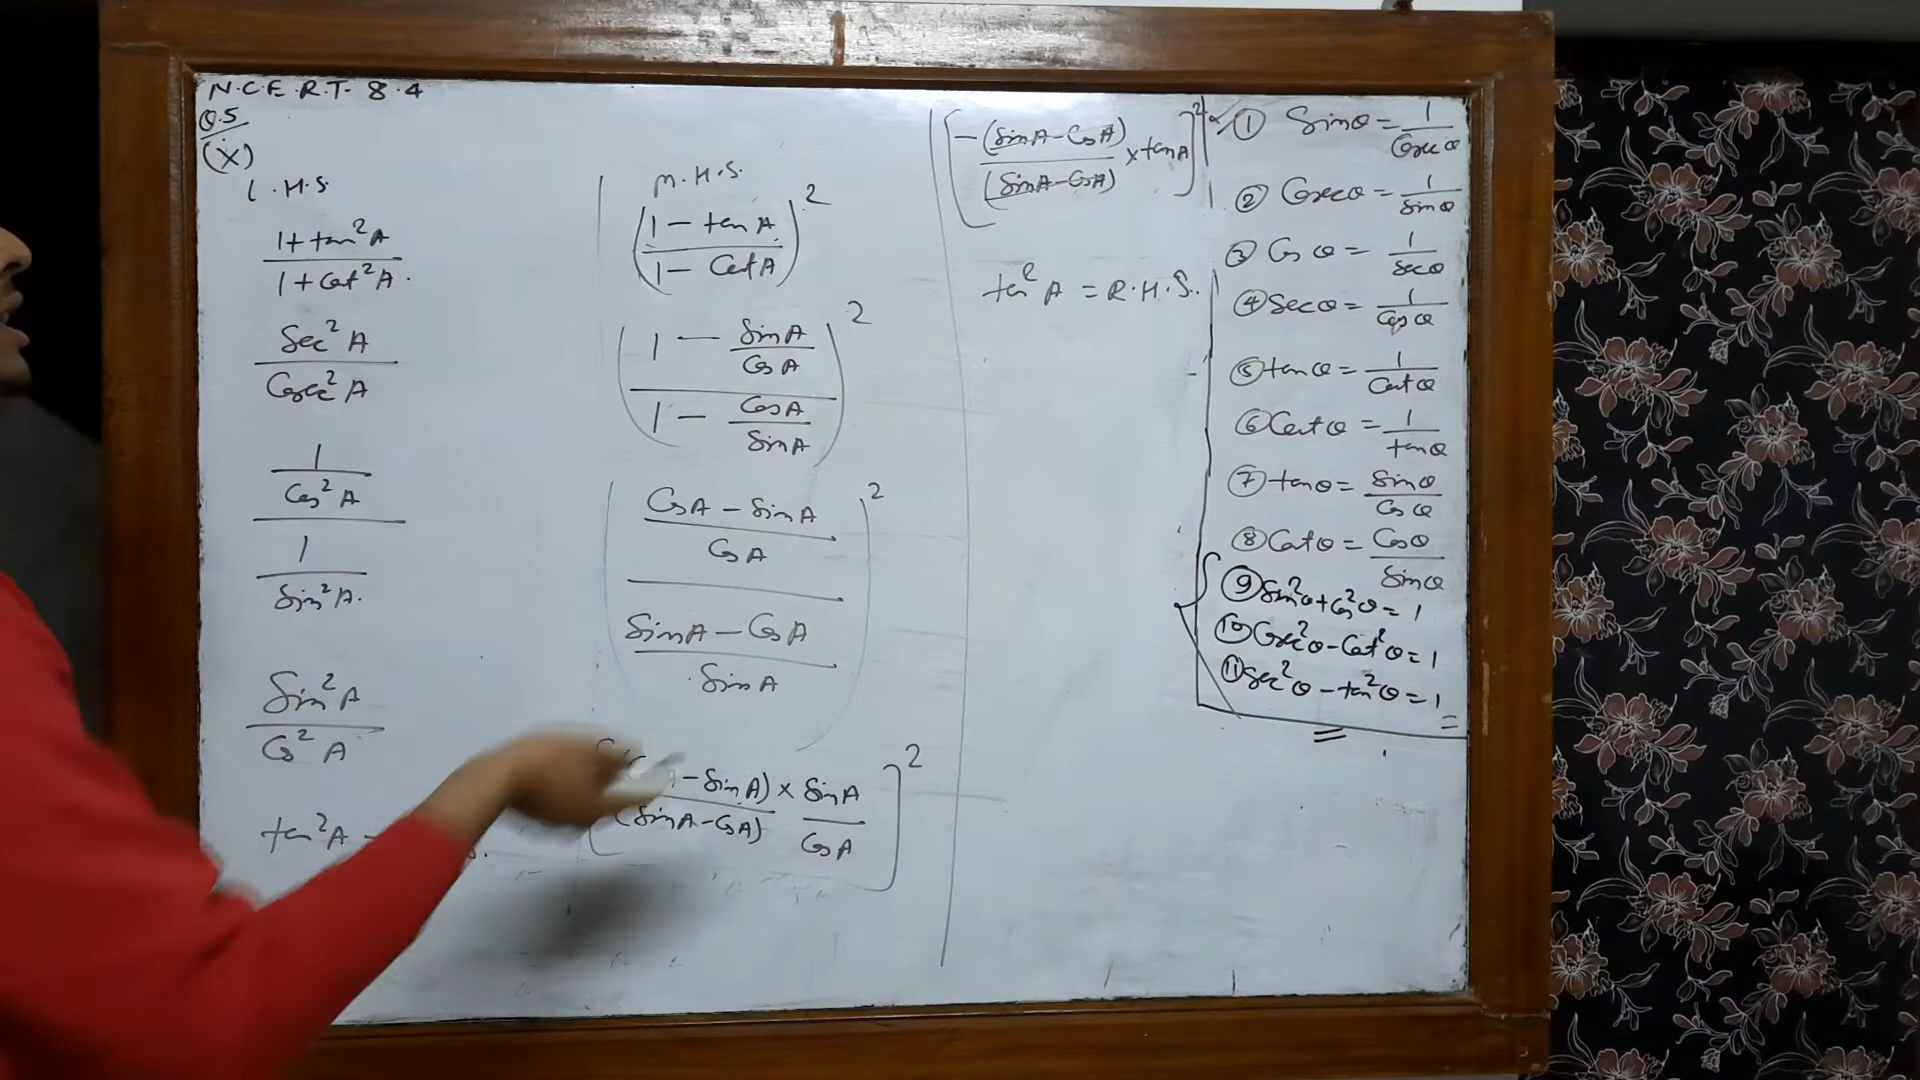 N.C.E.R.T. 8.4
Q.5
(x)
L.H.S
1+tan²A
1+cot²A.
Sec²A
Cosec²A
1
Cos²A
1
Sin²A.
Sin²A
Cos²A
tan²A
M.H.S.
(1 - tan A / 1 - Cot A)²
(1 - SinA/CosA / 1 - CosA/SinA)²
(CosA - SinA / CosA / SinA - CosA / SinA)²
-SinA) × SinA ]²
(SinA-CosA) CosA
[-(SinA-CosA) / (SinA-CosA) × tanA]²
tan²A = R.H.S.
① Sinθ = 1/Cosecθ
② Cosecθ = 1/Sinθ
③ Cosθ = 1/Secθ
④ Secθ = 1/Cosθ
⑤ tanθ = 1/Cotθ
⑥ Cotθ = 1/tanθ
⑦ tanθ = Sinθ/Cosθ
⑧ Cotθ = Cosθ/Sinθ
⑨ Sin²θ+Cos²θ = 1
⑩ Cosec²θ-Cot²θ = 1
⑪ Sec²θ - tan²θ = 1